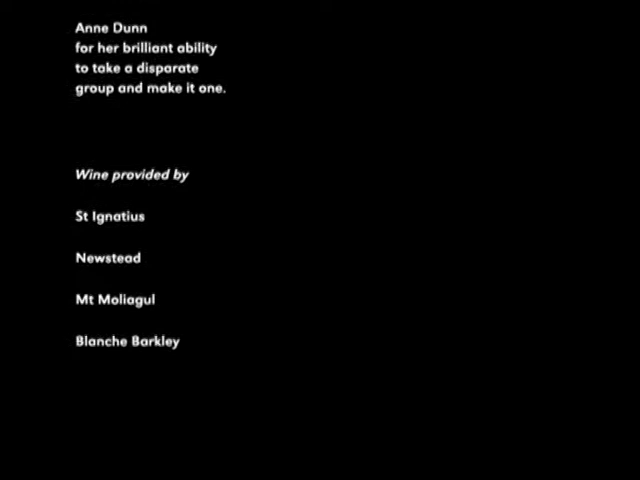 Anne Dunn
for her brilliant ability
to take a disparate
group and make it one.
Wine provided by
St Ignatius
Newstead
Mt Moliagul
Blanche Barkley